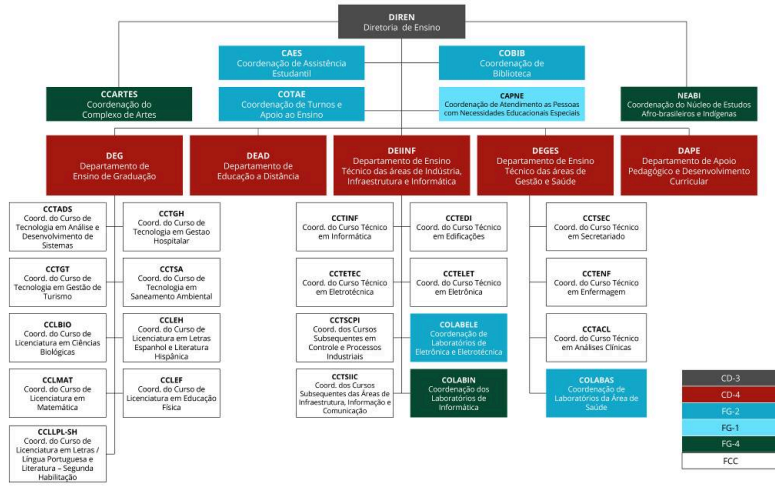 DIREN
Diretoria de Ensino
CAES
Coordenação de Assistência
Estudantil
COBIB
Coordenação de
Biblioteca
CCARTES
Coordenação do
Complexo de Artes
COTAE
Coordenação de Turnos e
Apoio ao Ensino
CAPNE
Coordenação de Atendimento as Pessoas
com Necessidades Educacionais Especiais
NEABI
Coordenação do Núcleo de Estudos
Afro-brasileiros e Indígenas
DEG
Departamento de
Ensino de Graduação
DEAD
Departamento de
Educação a Distância
DEIINF
Departamento de Ensino
Técnico das áreas de Indústria,
Infraestrutura e Informática
DEGES
Departamento de Ensino
Técnico das áreas de
Gestão e Saúde
DAPE
Departamento de Apoio
Pedagógico e Desenvolvimento
Curricular
CCTADS
Coord. do Curso de
Tecnologia em Análise e
Desenvolvimento de
Sistemas
CCTGH
Coord. do Curso de
Tecnologia em Gestao
Hospitalar
CCTINF
Coord. do Curso Técnico
em Informática
CCTEDI
Coord. do Curso Técnico
em Edificações
CCTSEC
Coord. do Curso Técnico
em Secretariado
CCTGT
Coord. do Curso de
Tecnologia em Gestão de
Turismo
CCTSA
Coord. do Curso de
Tecnologia em
Saneamento Ambiental
CCTETEC
Coord. do Curso Técnico
em Eletrotécnica
CCTELET
Coord. do Curso Técnico
em Eletrônica
CCTENF
Coord. do Curso Técnico
em Enfermagem
CCLBIO
Coord. do Curso de
Licenciatura em Ciências
Biológicas
CCLEH
Coord. do Curso de
Licenciatura em Letras
Espanhol e Literatura
Hispânica
CCTSCPI
Coord. dos Cursos
Subsequentes em
Controle e Processos
Industriais
COLABELE
Coordenação de
Laboratórios de
Eletrônica e Eletrotécnica
CCTACL
Coord. do Curso Técnico
em Análises Clínicas
CCLMAT
Coord. do Curso de
Licenciatura em
Matemática
CCLEF
Coord. do Curso de
Licenciatura em Educação
Física
CCTSIIC
Coord. dos Cursos
Subsequentes das Áreas de
Infraestrutura, Informação e
Comunicação
COLABIN
Coordenação dos
Laboratórios de
Informática
COLABAS
Coordenação de
Laboratórios da Área de
Saúde
CCLLPL-SH
Coord. do Curso de
Licenciatura em Letras /
Língua Portuguesa e
Literatura – Segunda
Habilitação
CD-3
CD-4
FG-2
FG-1
FG-4
FCC